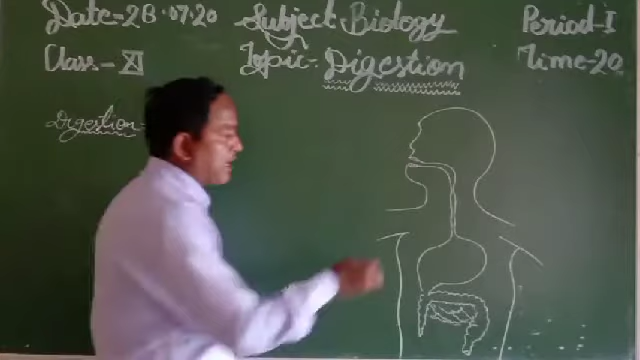 Date=28.07.20 Subject:Biology Period-I
Class.-XI Topic-Digestion Time-20
Digestion-